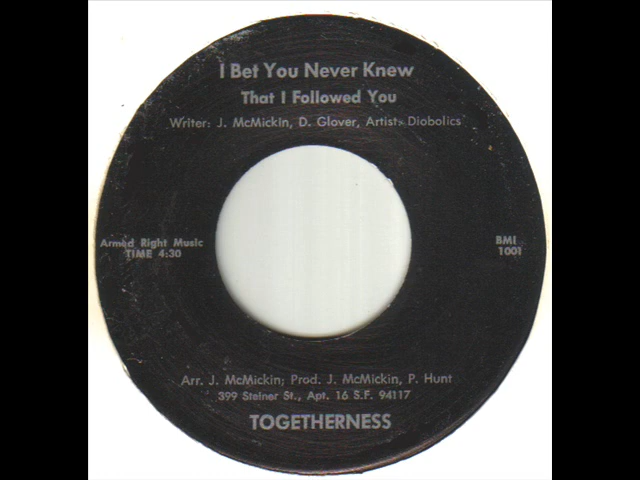 I Bet You Never Knew
That I Followed You
Writer: J. McMickin, D. Glover, Artist: Diobolics
Armed Right Music
TIME 4:30
BMI
1001
Arr. J. McMickin; Prod. J. McMickin, P. Hunt
399 Steiner St., Apt. 16 S.F. 94117
TOGETHERNESS